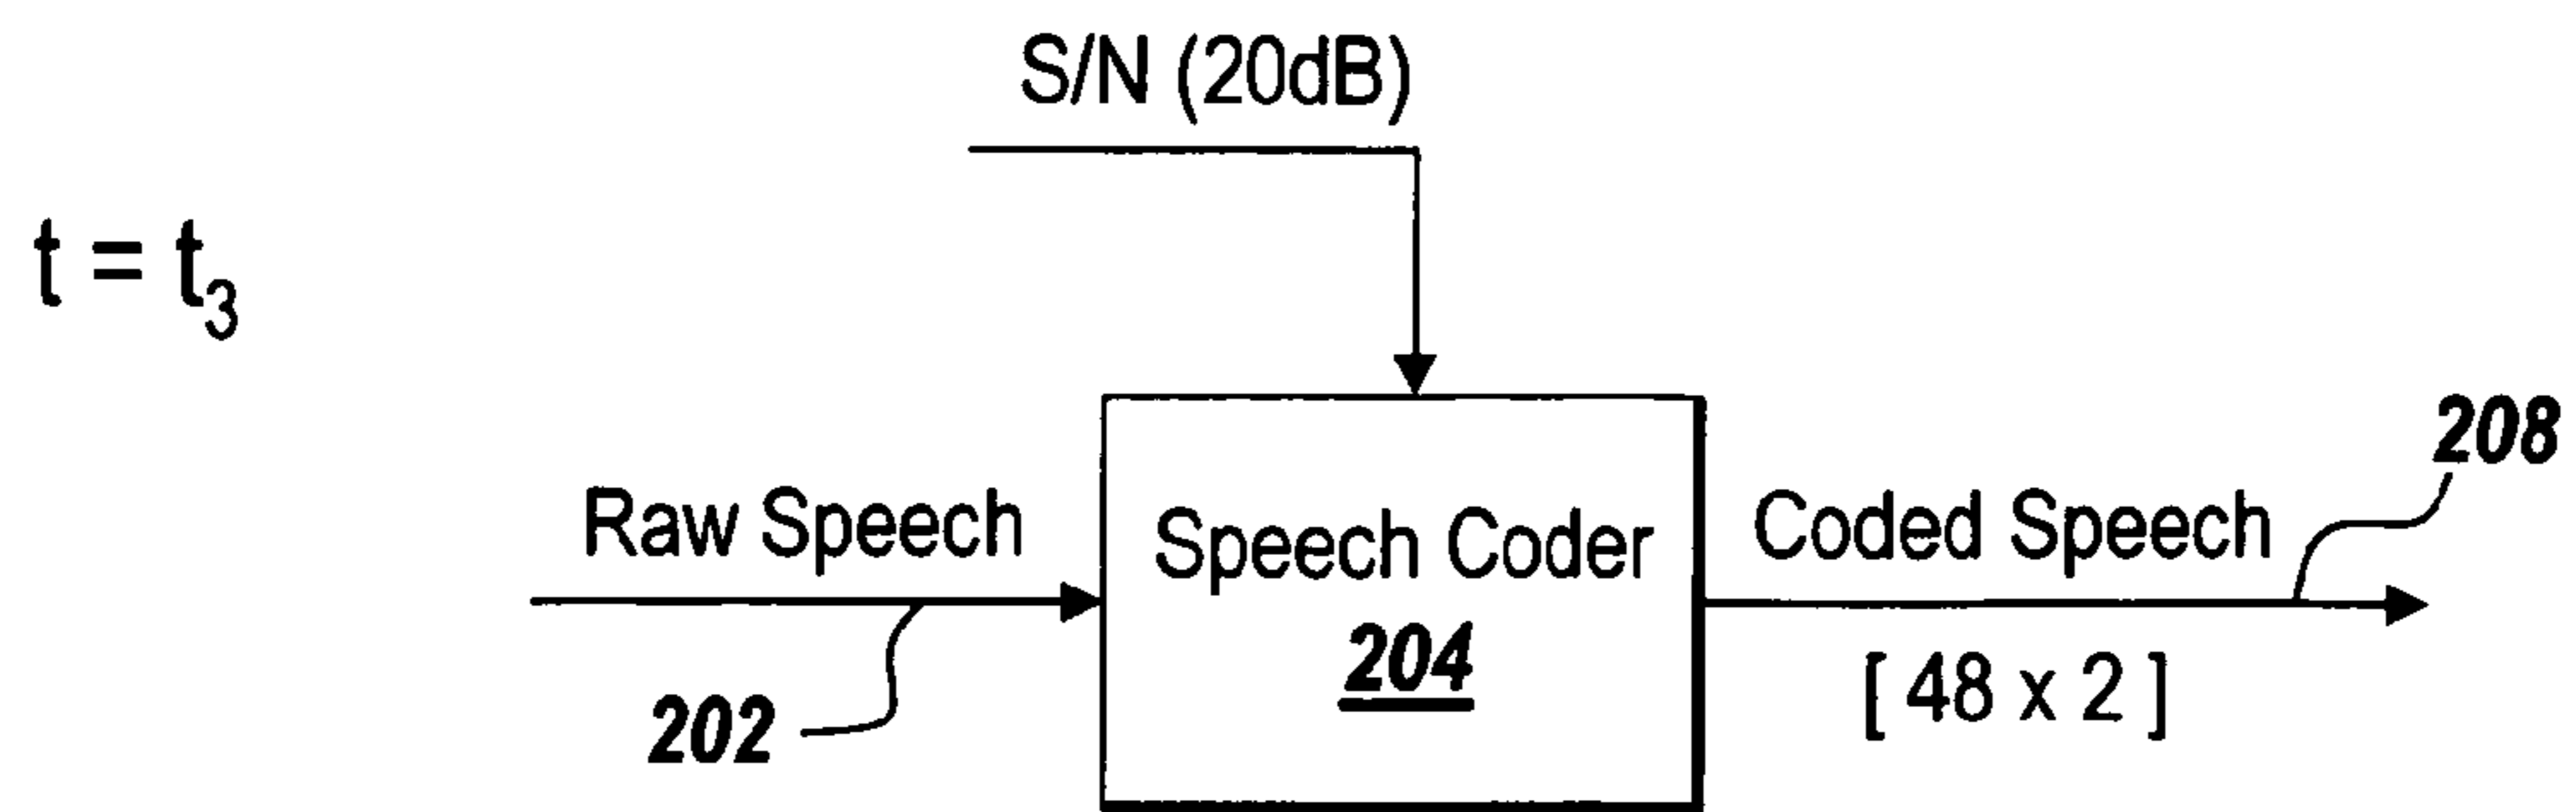 S/N (20dB)
t = t₃
Raw Speech
202
Speech Coder
204
Coded Speech
208
[ 48 x 2 ]